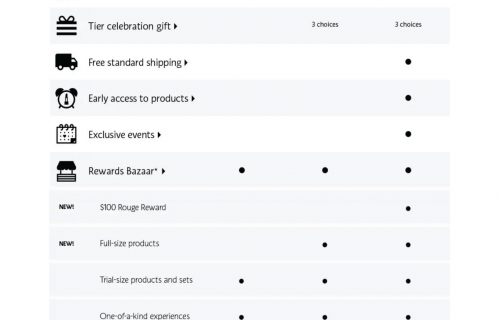 Tier celebration gift 3 choices 3 choices
Free standard shipping
Early access to products
Exclusive events
Rewards Bazaar*
NEW! $100 Rouge Reward
NEW! Full-size products
Trial-size products and sets
One-of-a-kind experiences